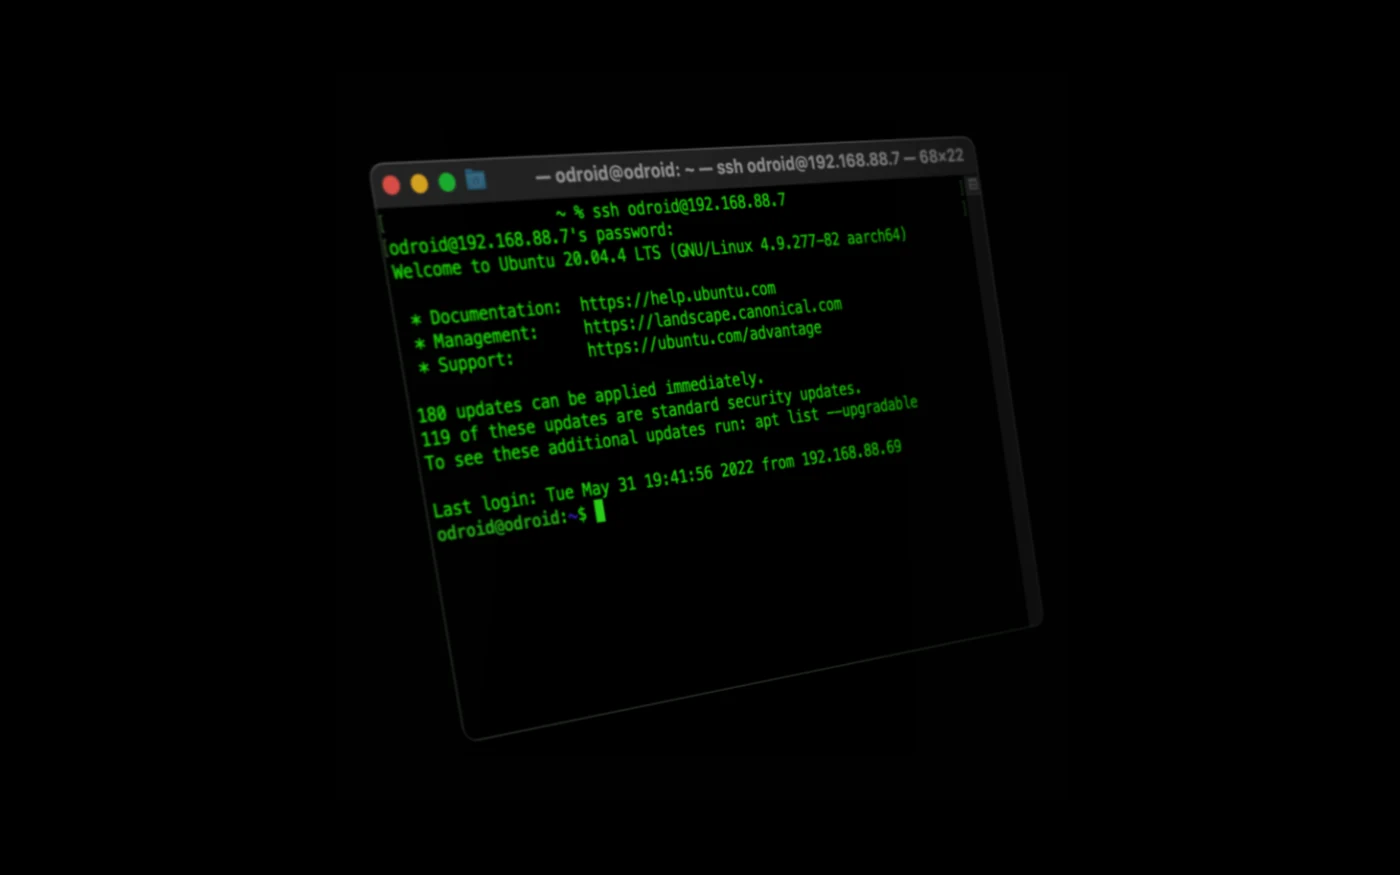 — odroid@odroid: ~ — ssh odroid@192.168.88.7 — 68×22
~ % ssh odroid@192.168.88.7
odroid@192.168.88.7's password:
Welcome to Ubuntu 20.04.4 LTS (GNU/Linux 4.9.277-82 aarch64)
* Documentation: https://help.ubuntu.com
* Management: https://landscape.canonical.com
* Support: https://ubuntu.com/advantage
180 updates can be applied immediately.
119 of these updates are standard security updates.
To see these additional updates run: apt list --upgradable
Last login: Tue May 31 19:41:56 2022 from 192.168.88.69
odroid@odroid:~$